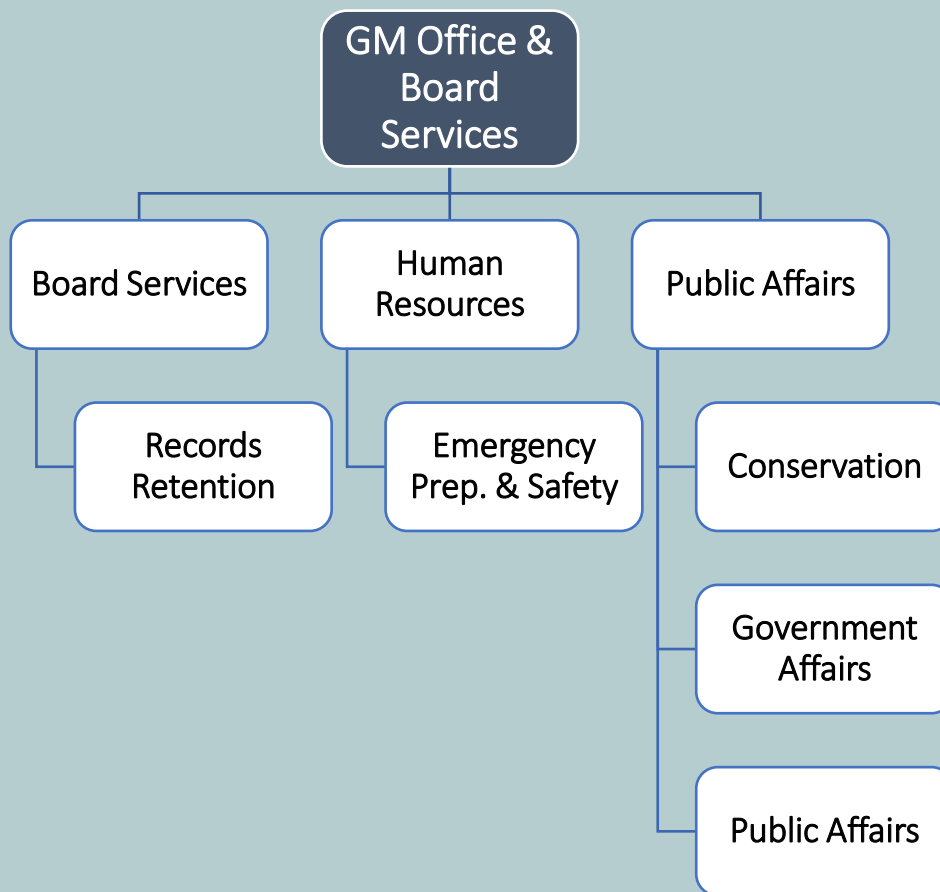 GM Office &
Board
Services
Board Services
Human
Resources
Public Affairs
Records
Retention
Emergency
Prep. & Safety
Conservation
Government
Affairs
Public Affairs